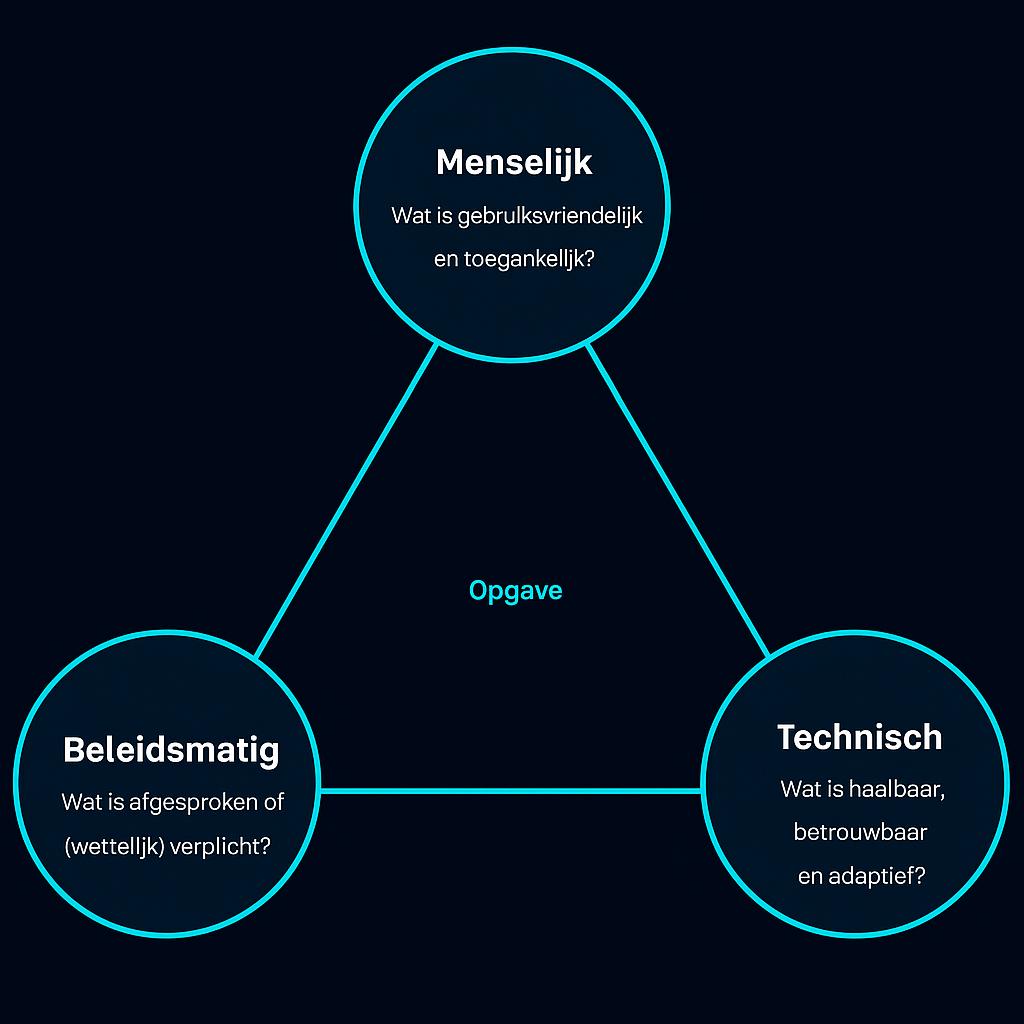 Menselijk
Wat is gebrulksvriendelijk
en toegankelljk?
Opgave
Beleidsmatig
Wat is afgesproken of
(wettelljk) verplicht?
Technisch
Wat is haalbaar,
betrouwbaar
en adaptief?